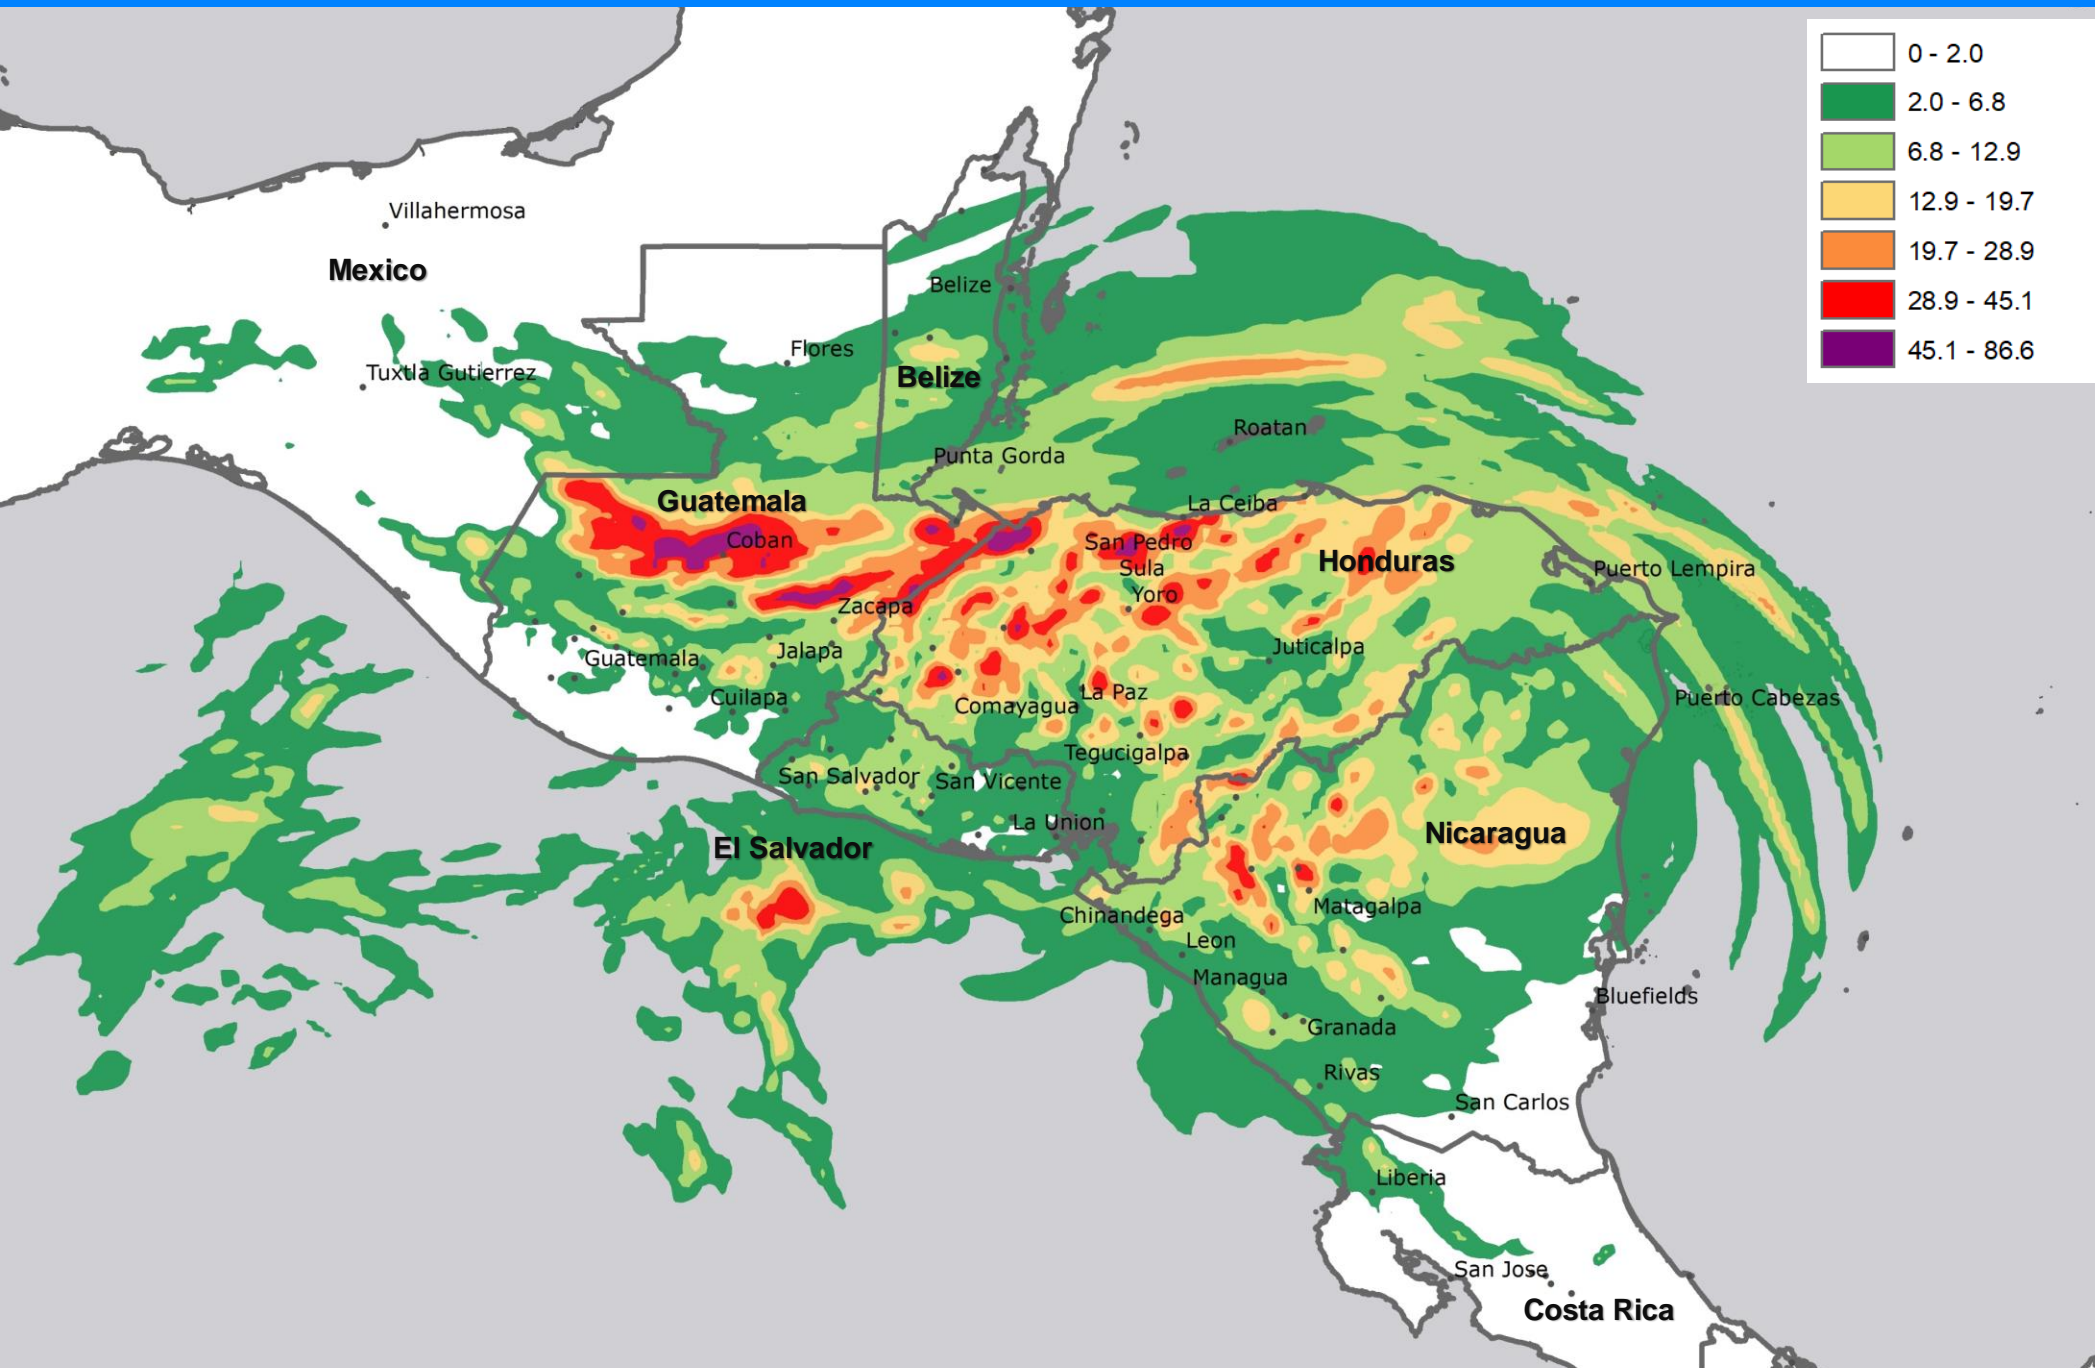 0 - 2.0
2.0 - 6.8
6.8 - 12.9
12.9 - 19.7
19.7 - 28.9
28.9 - 45.1
45.1 - 86.6
Villahermosa
Mexico
Belize
Flores
Tuxtla Gutierrez
Belize
Roatan
Punta Gorda
Guatemala
La Ceiba
Coban
San Pedro
Sula
Honduras
Puerto Lempira
Yoro
Zacapa
Jalapa
Juticalpa
Guatemala
Cuilapa
La Paz
Comayagua
Puerto Cabezas
Tegucigalpa
San Salvador
San Vicente
La Union
Nicaragua
El Salvador
Matagalpa
Chinandega
Leon
Managua
Bluefields
Granada
Rivas
San Carlos
Liberia
San Jose
Costa Rica